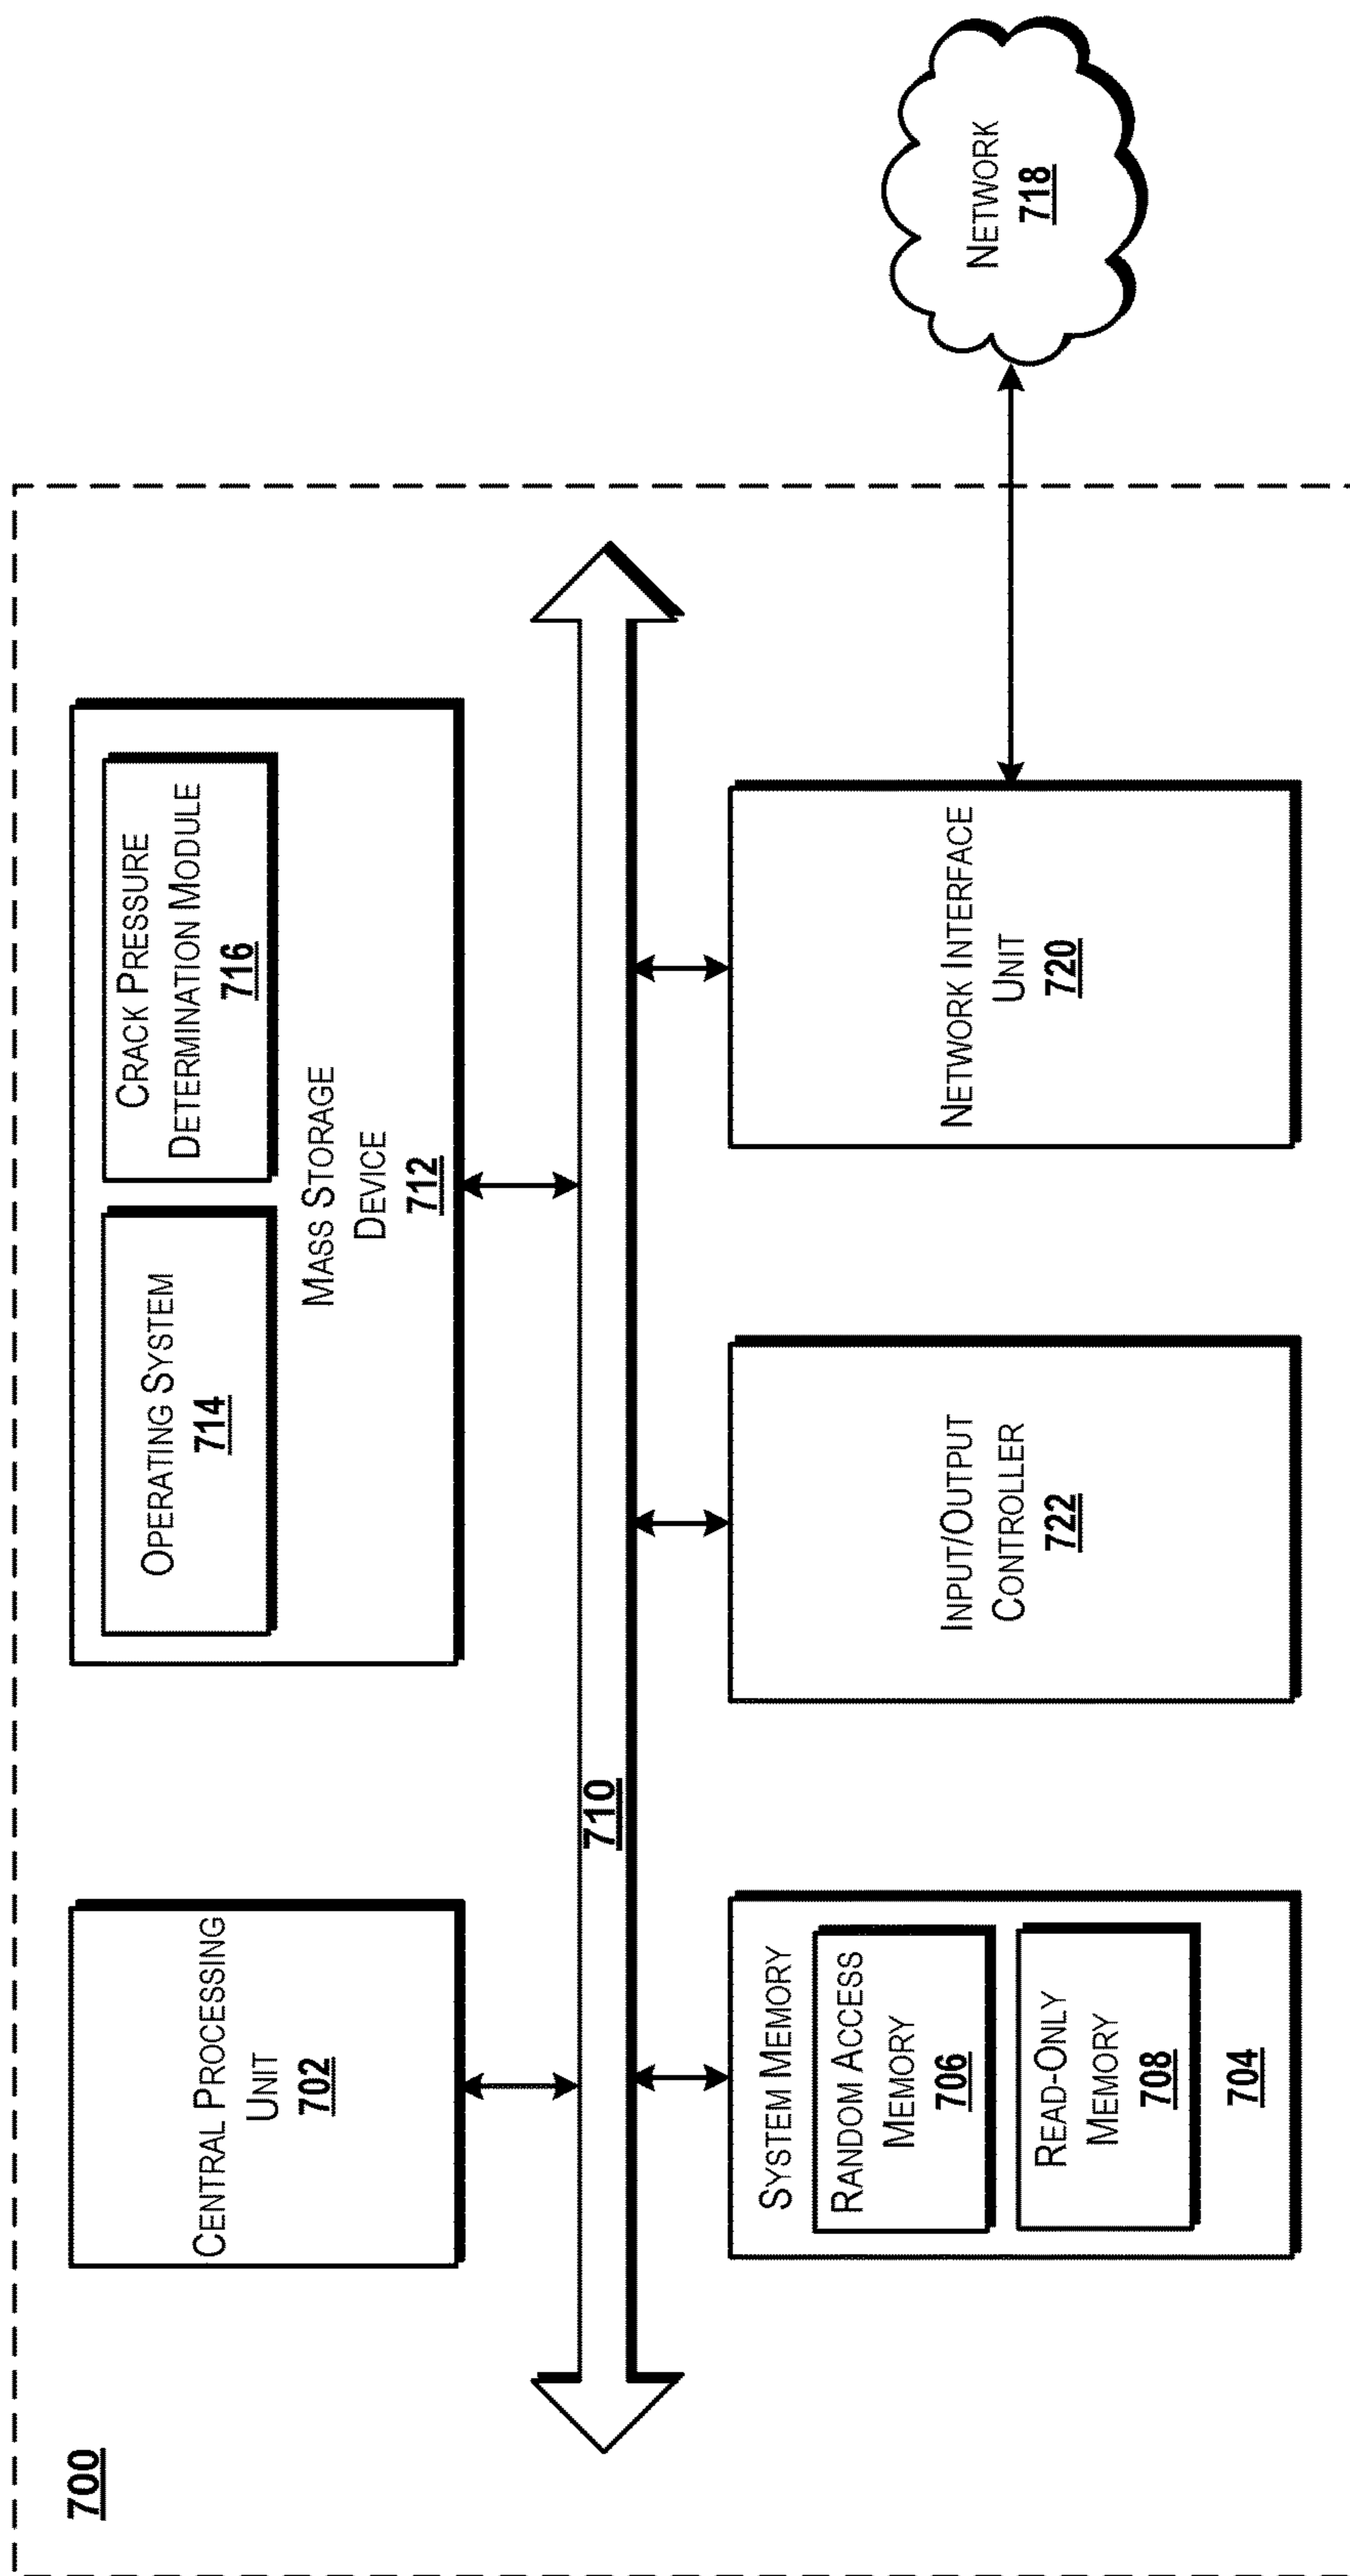 700
CENTRAL PROCESSING
UNIT
702
OPERATING SYSTEM
714
CRACK PRESSURE
DETERMINATION MODULE
716
MASS STORAGE
DEVICE
712
710
SYSTEM MEMORY
RANDOM ACCESS
MEMORY
706
READ-ONLY
MEMORY
708
704
INPUT/OUTPUT
CONTROLLER
722
NETWORK INTERFACE
UNIT
720
NETWORK
718